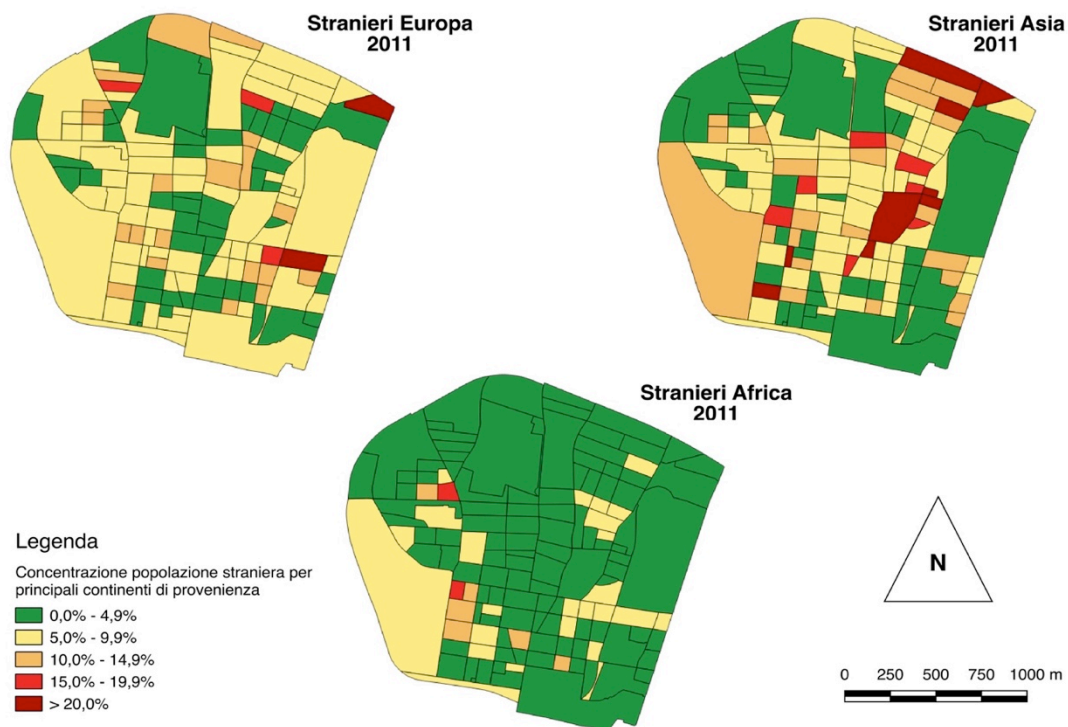 Stranieri Europa
2011
Stranieri Asia
2011
Stranieri Africa
2011
Legenda
Concentrazione popolazione straniera per
principali continenti di provenienza
0,0% - 4,9%
5,0% - 9,9%
10,0% - 14,9%
15,0% - 19,9%
> 20,0%
N
0 250 500 750 1000 m